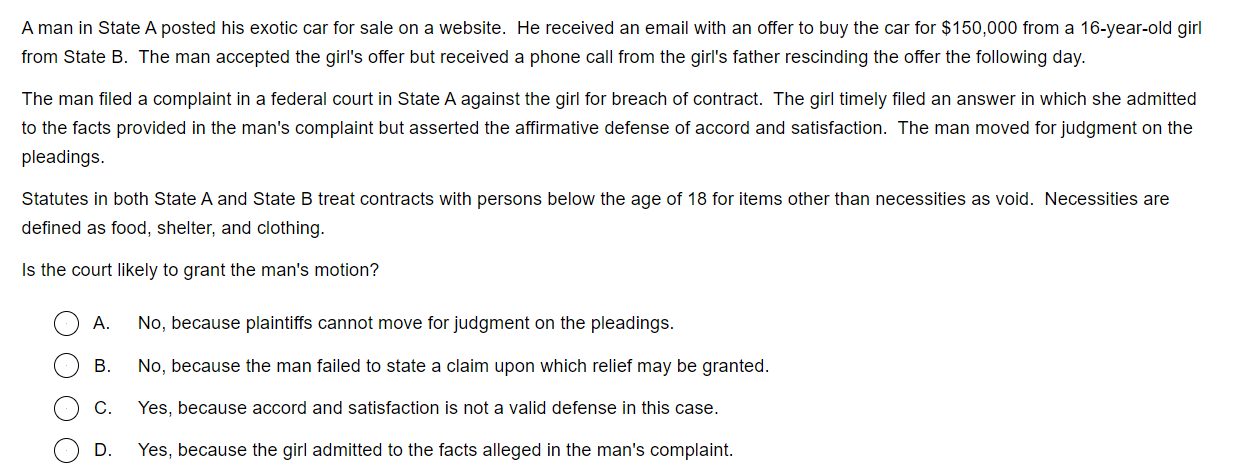 A man in State A posted his exotic car for sale on a website.  He received an email with an offer to buy the car for $150,000 from a 16-year-old girl
from State B.  The man accepted the girl's offer but received a phone call from the girl's father rescinding the offer the following day.
The man filed a complaint in a federal court in State A against the girl for breach of contract.  The girl timely filed an answer in which she admitted
to the facts provided in the man's complaint but asserted the affirmative defense of accord and satisfaction.  The man moved for judgment on the
pleadings.
Statutes in both State A and State B treat contracts with persons below the age of 18 for items other than necessities as void.  Necessities are
defined as food, shelter, and clothing.
Is the court likely to grant the man's motion?
A. No, because plaintiffs cannot move for judgment on the pleadings.
B. No, because the man failed to state a claim upon which relief may be granted.
C. Yes, because accord and satisfaction is not a valid defense in this case.
D. Yes, because the girl admitted to the facts alleged in the man's complaint.